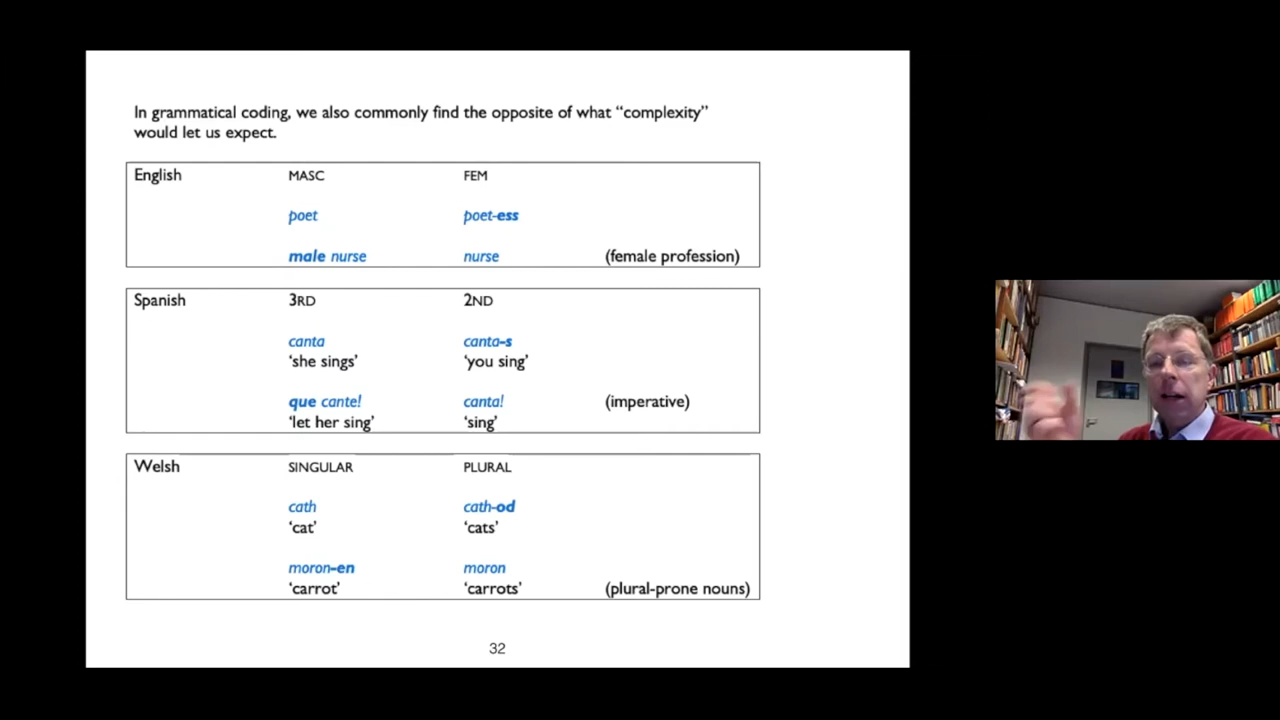 In grammatical coding, we also commonly find the opposite of what “complexity”
would let us expect.
English MASC FEM
poet poet-ess
male nurse nurse (female profession)
Spanish 3RD 2ND
canta canta-s
‘she sings’ ‘you sing’
que cante! canta! (imperative)
‘let her sing’ ‘sing’
Welsh SINGULAR PLURAL
cath cath-od
‘cat’ ‘cats’
moron-en moron
‘carrot’ ‘carrots’ (plural-prone nouns)
32